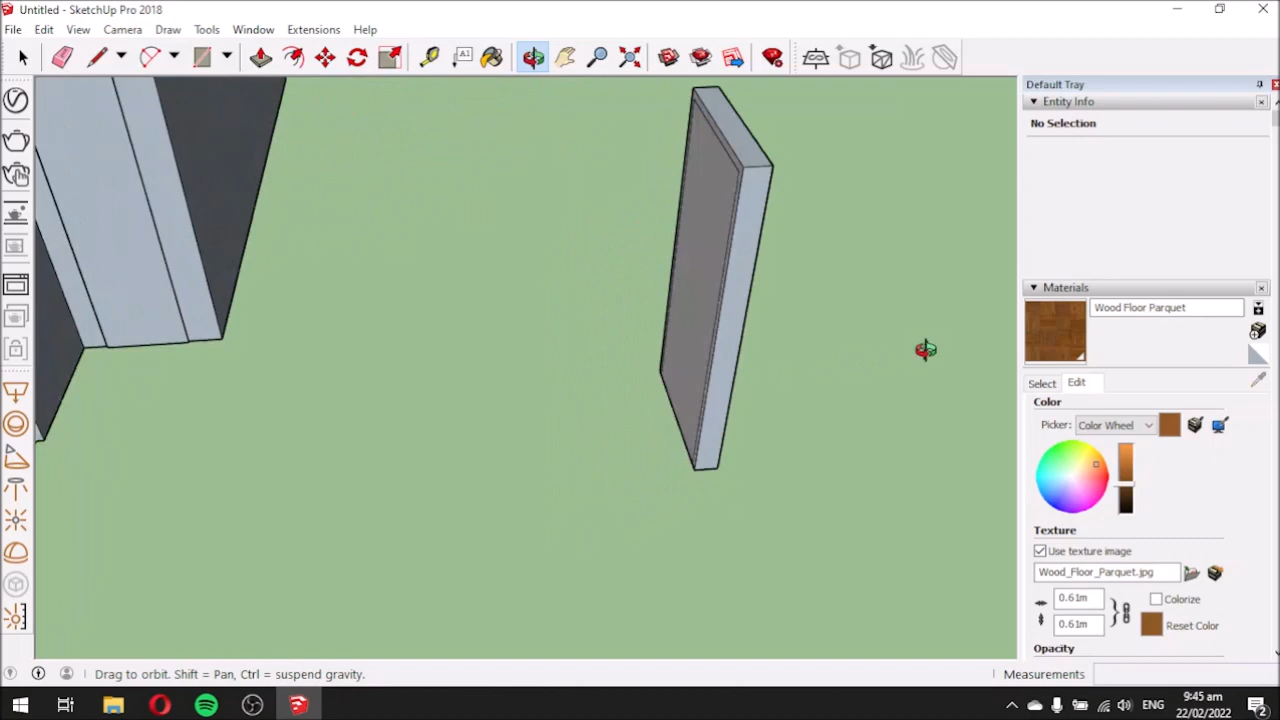 Untitled - SketchUp Pro 2018
File Edit View Camera Draw Tools Window Extensions Help
A1
Default Tray
Entity Info
No Selection
Materials
Wood Floor Parquet
Select Edit
Color
Picker: Color Wheel
Texture
Use texture image
Wood_Floor_Parquet.jpg
0.61m Colorize
0.61m Reset Color
Opacity
Drag to orbit. Shift = Pan, Ctrl = suspend gravity.
Measurements
ENG
9:45 am
22/02/2022
2